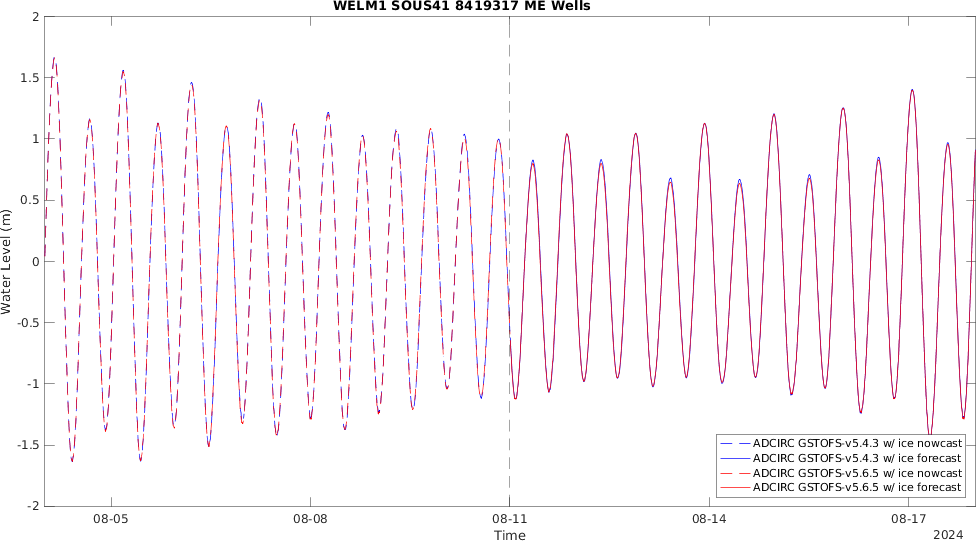 WELM1 SOUS41 8419317 ME Wells
Water Level (m)
2
1.5
1
0.5
0
-0.5
-1
-1.5
-2
ADCIRC GSTOFS-v5.4.3 w/ ice nowcast
ADCIRC GSTOFS-v5.4.3 w/ ice forecast
ADCIRC GSTOFS-v5.6.5 w/ ice nowcast
ADCIRC GSTOFS-v5.6.5 w/ ice forecast
08-05 08-08 08-11 08-14 08-17
Time
2024